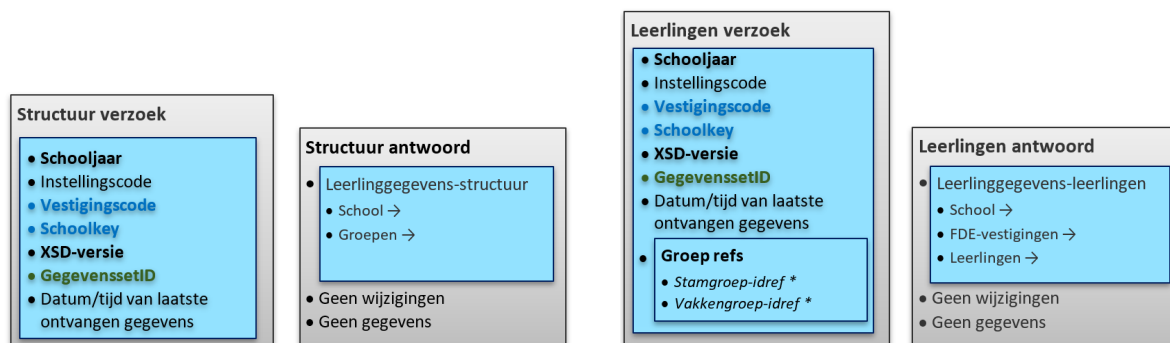 Structuur verzoek
● Schooljaar
● Instellingscode
● Vestigingscode
● Schoolkey
● XSD-versie
● GegevenssetID
● Datum/tijd van laatste
ontvangen gegevens
Structuur antwoord
● Leerlinggegevens-structuur
● School →
● Groepen →
● Geen wijzigingen
● Geen gegevens
Leerlingen verzoek
● Schooljaar
● Instellingscode
● Vestigingscode
● Schoolkey
● XSD-versie
● GegevenssetID
● Datum/tijd van laatste
ontvangen gegevens
● Groep refs
● Stamgroep-idref *
● Vakkengroep-idref *
Leerlingen antwoord
● Leerlinggegevens-leerlingen
● School →
● FDE-vestigingen →
● Leerlingen →
● Geen wijzigingen
● Geen gegevens